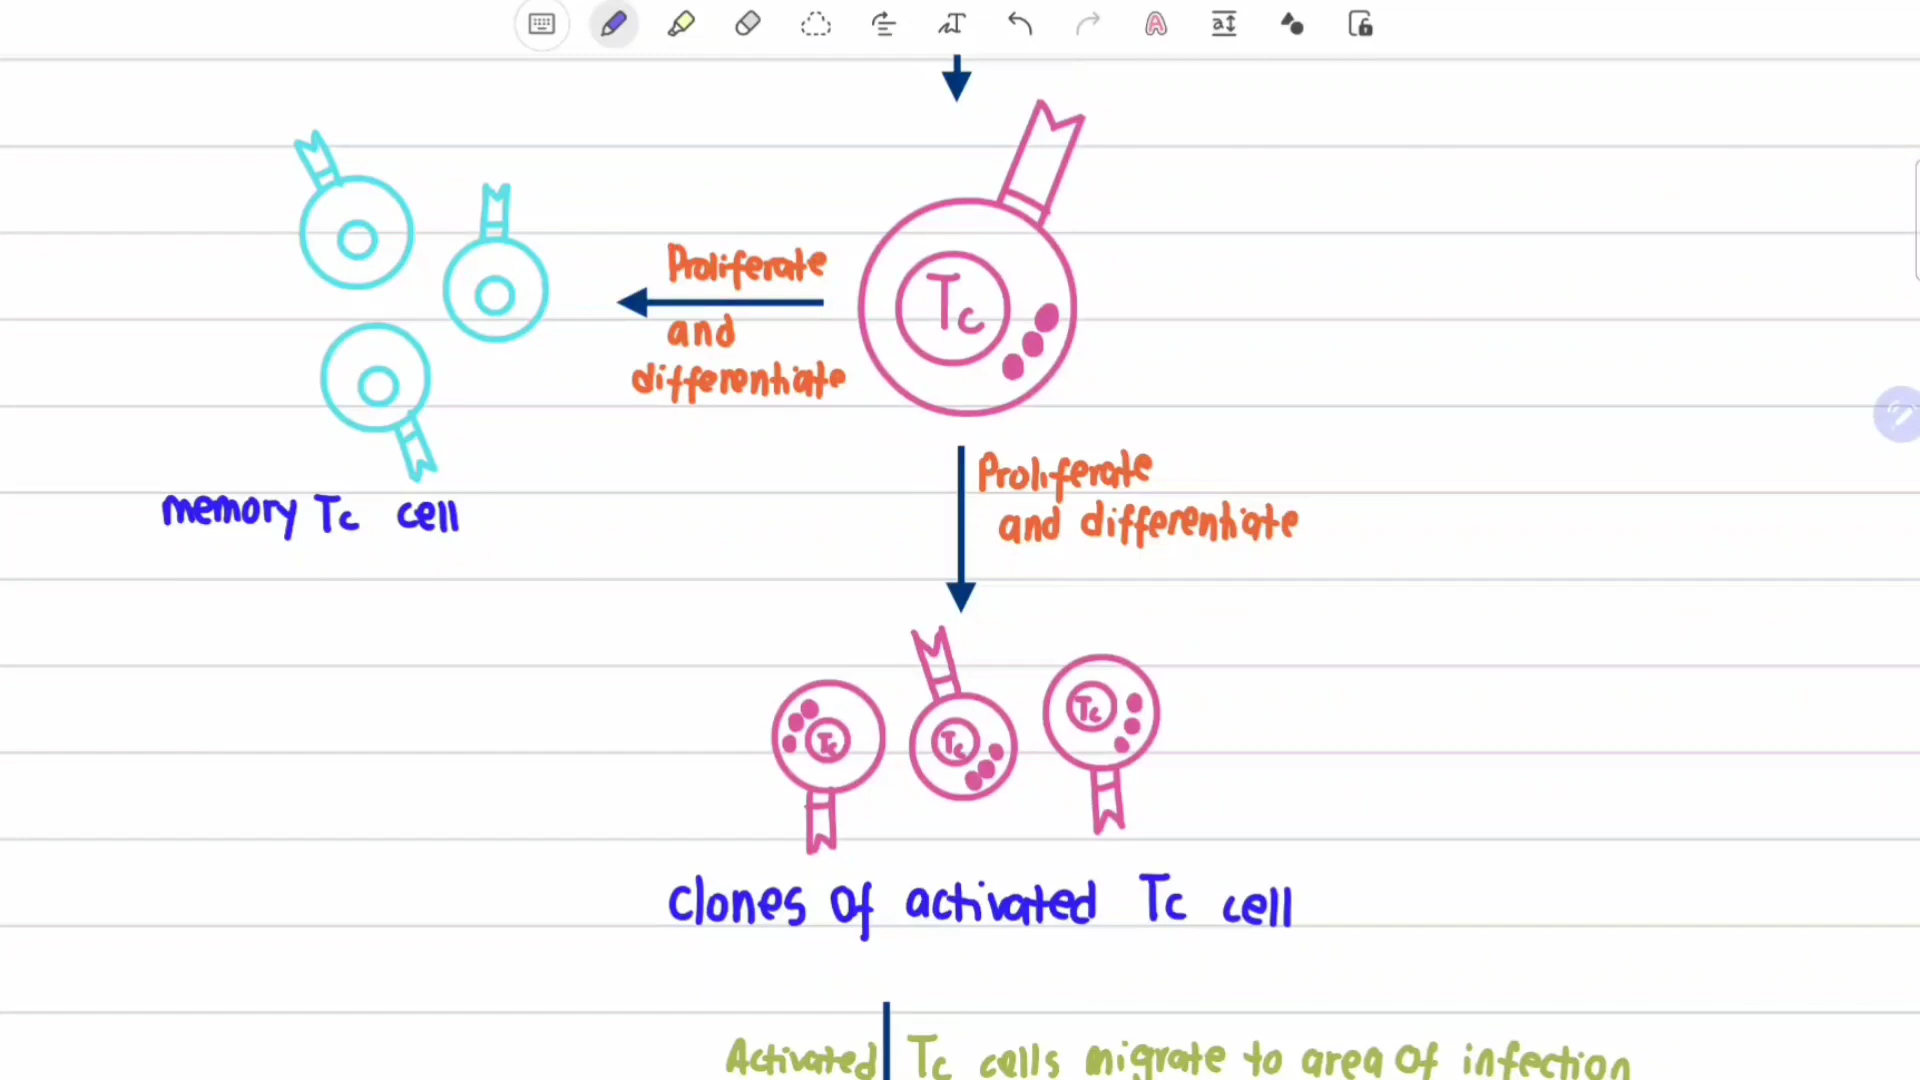 Tc
Proliferate
and
differentiate
memory Tc cell
Proliferate
and differentiate
Tc
Tc
Tc
clones of activated Tc cell
Activated Tc cells migrate to area of infection